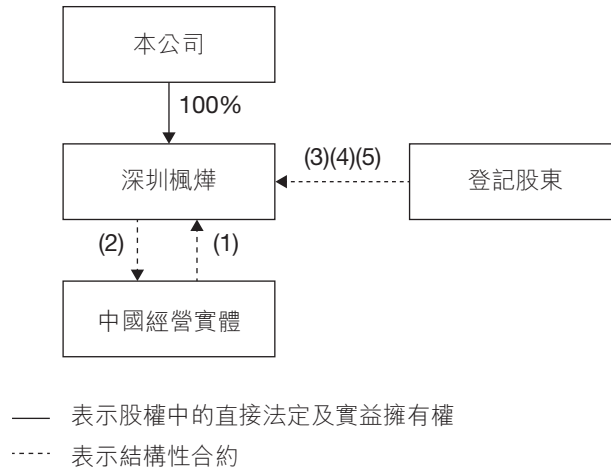 本公司
100%
深圳楓燁
(3)(4)(5)
登記股東
(2)
(1)
中國經營實體
表示股權中的直接法定及實益擁有權
表示結構性合約